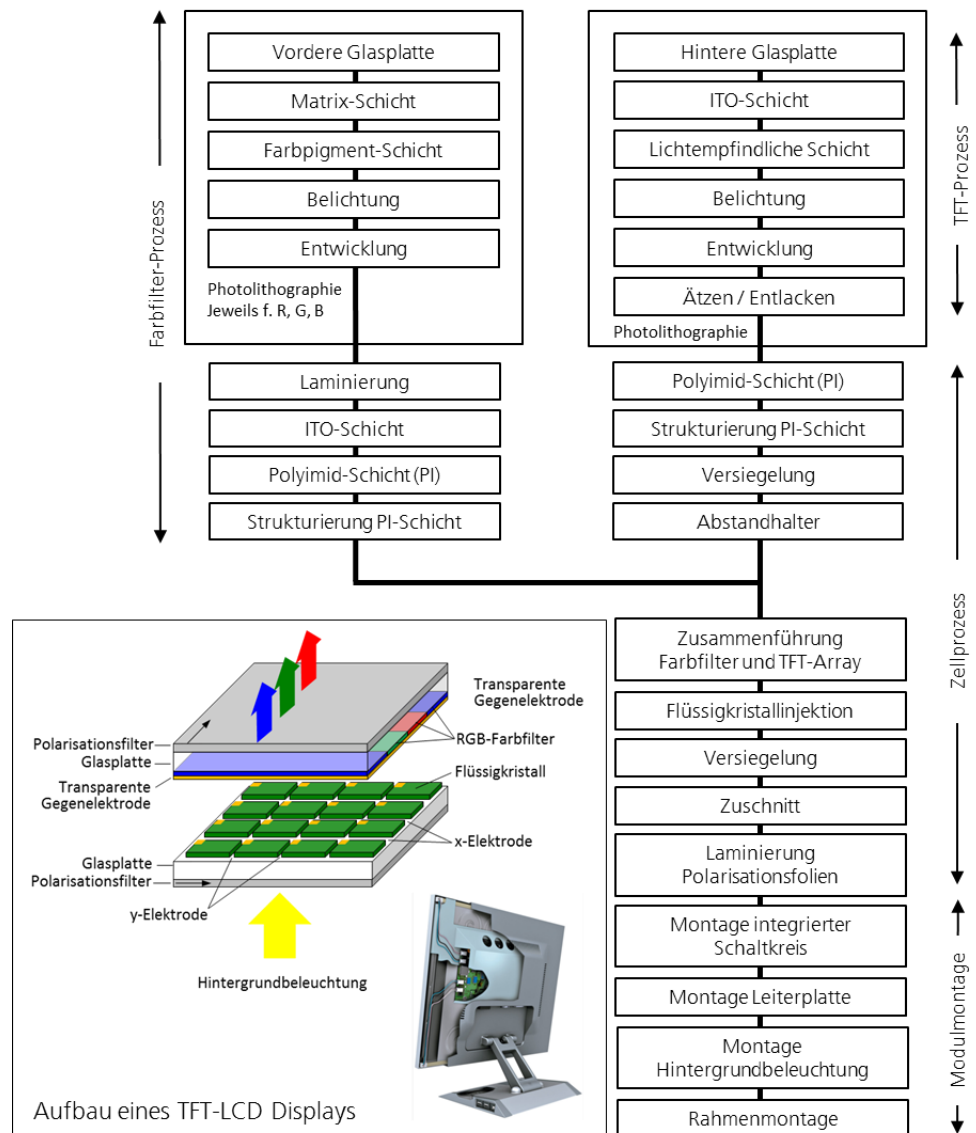 Farbfilter-Prozess
Vordere Glasplatte
Matrix-Schicht
Farbpigment-Schicht
Belichtung
Entwicklung
Photolithographie
Jeweils f. R, G, B
Laminierung
ITO-Schicht
Polyimid-Schicht (PI)
Strukturierung PI-Schicht
Hintere Glasplatte
ITO-Schicht
Lichtempfindliche Schicht
Belichtung
Entwicklung
Ätzen / Entlacken
Photolithographie
TFT-Prozess
Polyimid-Schicht (PI)
Strukturierung PI-Schicht
Versiegelung
Abstandhalter
Zusammenführung
Farbfilter und TFT-Array
Flüssigkristallinjektion
Versiegelung
Zuschnitt
Laminierung
Polarisationsfolien
Zellprozess
Montage integrierter
Schaltkreis
Montage Leiterplatte
Montage
Hintergrundbeleuchtung
Rahmenmontage
Modulmontage
Transparente
Gegenelektrode
Polarisationsfilter
Glasplatte
RGB-Farbfilter
Transparente
Gegenelektrode
Flüssigkristall
x-Elektrode
Glasplatte
Polarisationsfilter
y-Elektrode
Hintergrundbeleuchtung
Aufbau eines TFT-LCD Displays